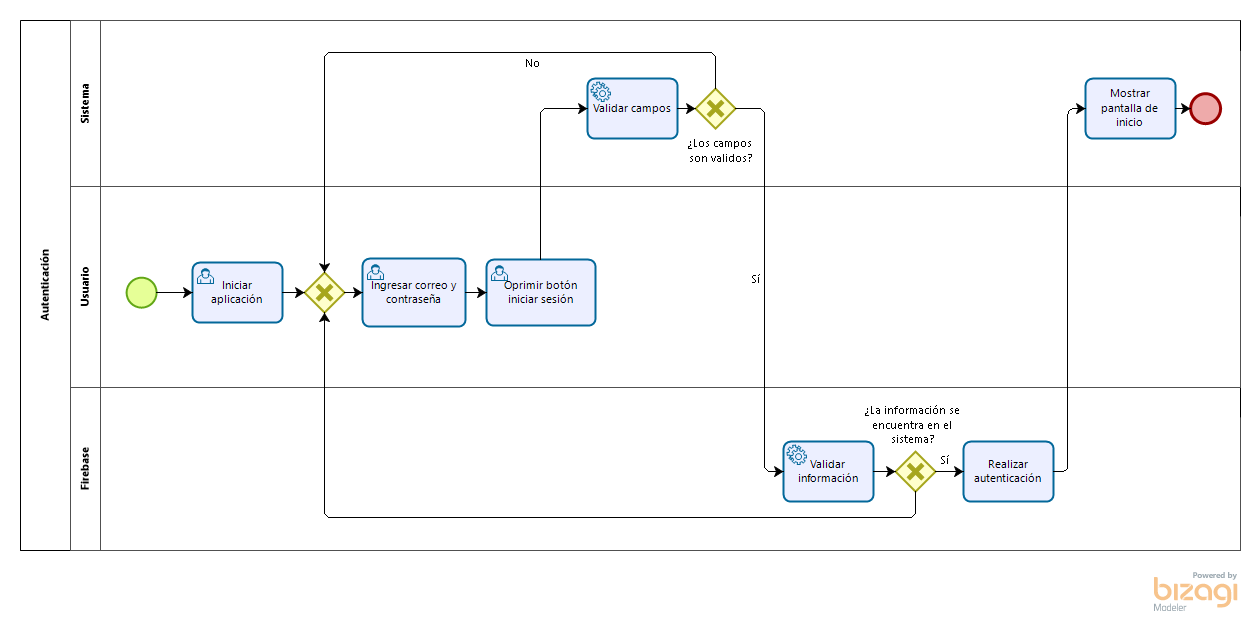 Autenticación
Sistema
No
Validar campos
¿Los campos
son validos?
Mostrar
pantalla de
inicio
Usuario
Iniciar
aplicación
Ingresar correo y
contraseña
Oprimir botón
iniciar sesión
Sí
Firebase
Validar
información
¿La información se
encuentra en el
sistema?
Sí
Realizar
autenticación
Powered by
bizagi
Modeler